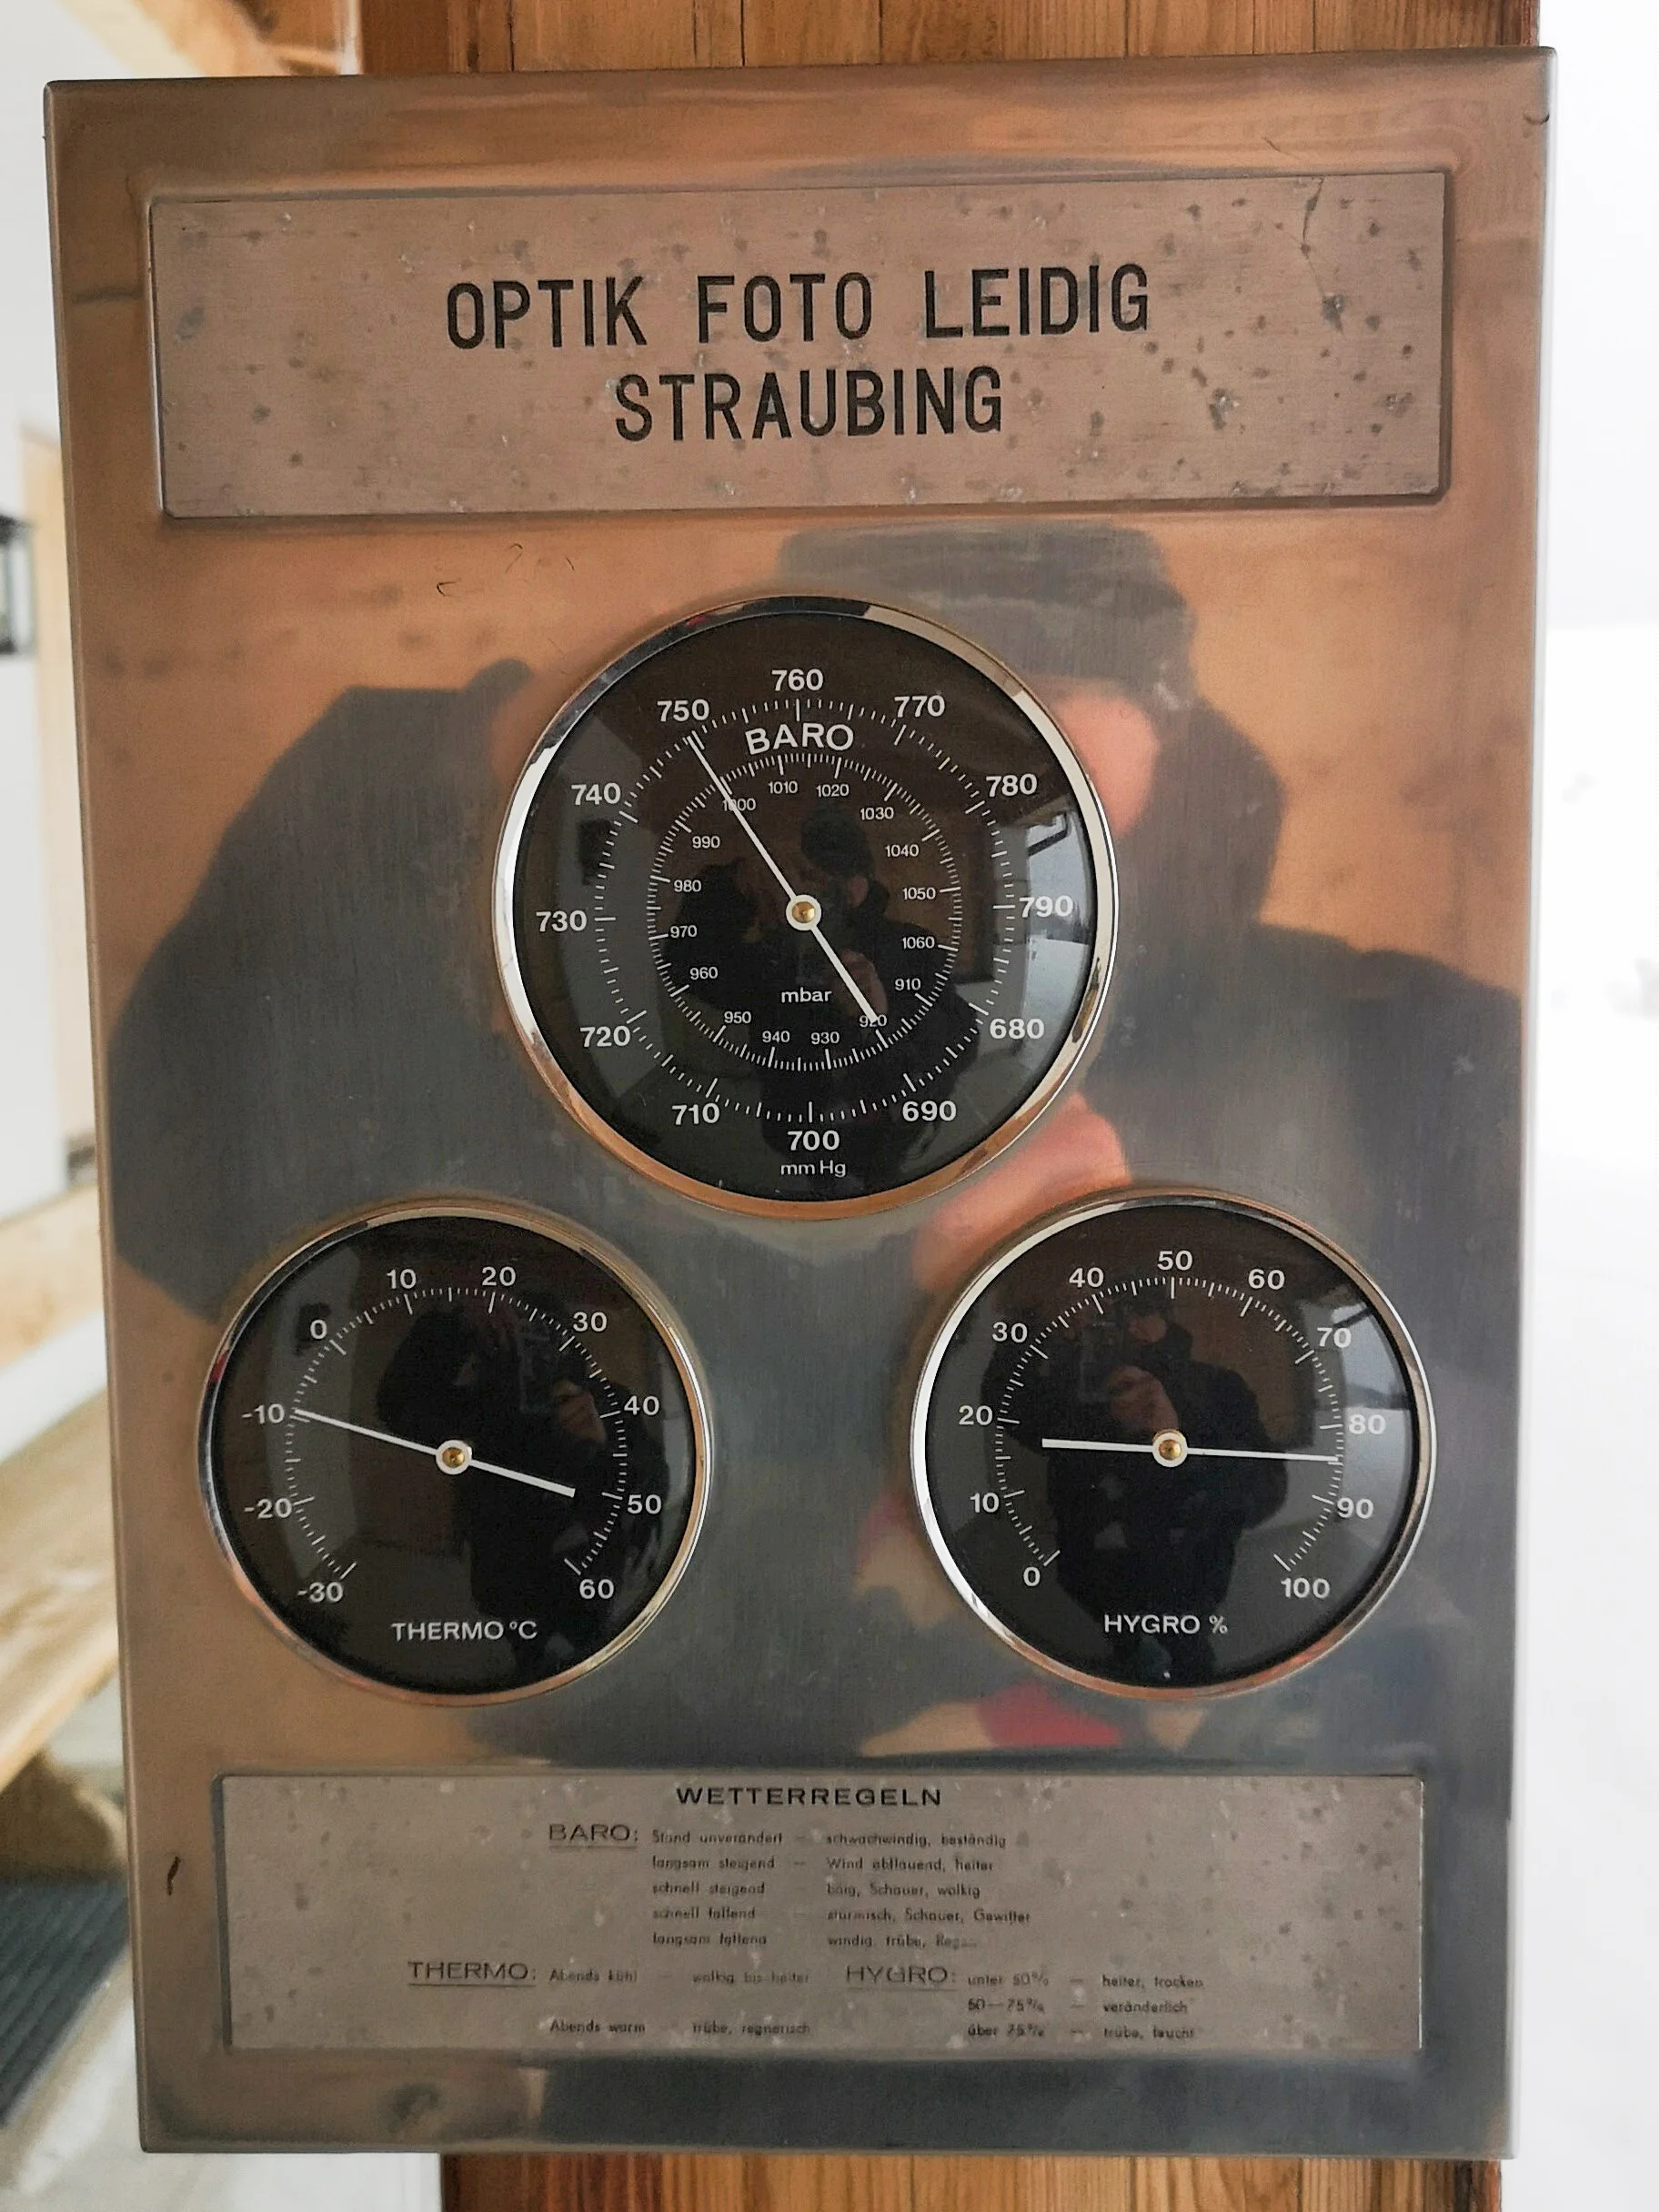 OPTIK FOTO LEIDIG
STRAUBING
760
750 770
740 780
730 790
720 680
710 690
700
mm Hg
BARO
1010 1020
1000 1030
990 1040
980 1050
970 1060
960 910
950 920
940 930
mbar
10 20
0 30
-10 40
-20 50
-30 60
THERMO °C
50
40 60
30 70
20 80
10 90
0 100
HYGRO %
WETTERREGELN
BARO: Stand unverändert — schwachwindig, beständig
langsam steigend — Wind abflauend, heiter
schnell steigend — böig, Schauer, wolkig
schnell fallend — stürmisch, Schauer, Gewitter
langsam fallend windig, trübe,
THERMO: Abends kühl — wolkig bis heiter HYGRO: unter 50% — heiter, trocken
50—75% — veränderlich
Abends warm — trübe, regnerisch über 75% — trübe, feucht